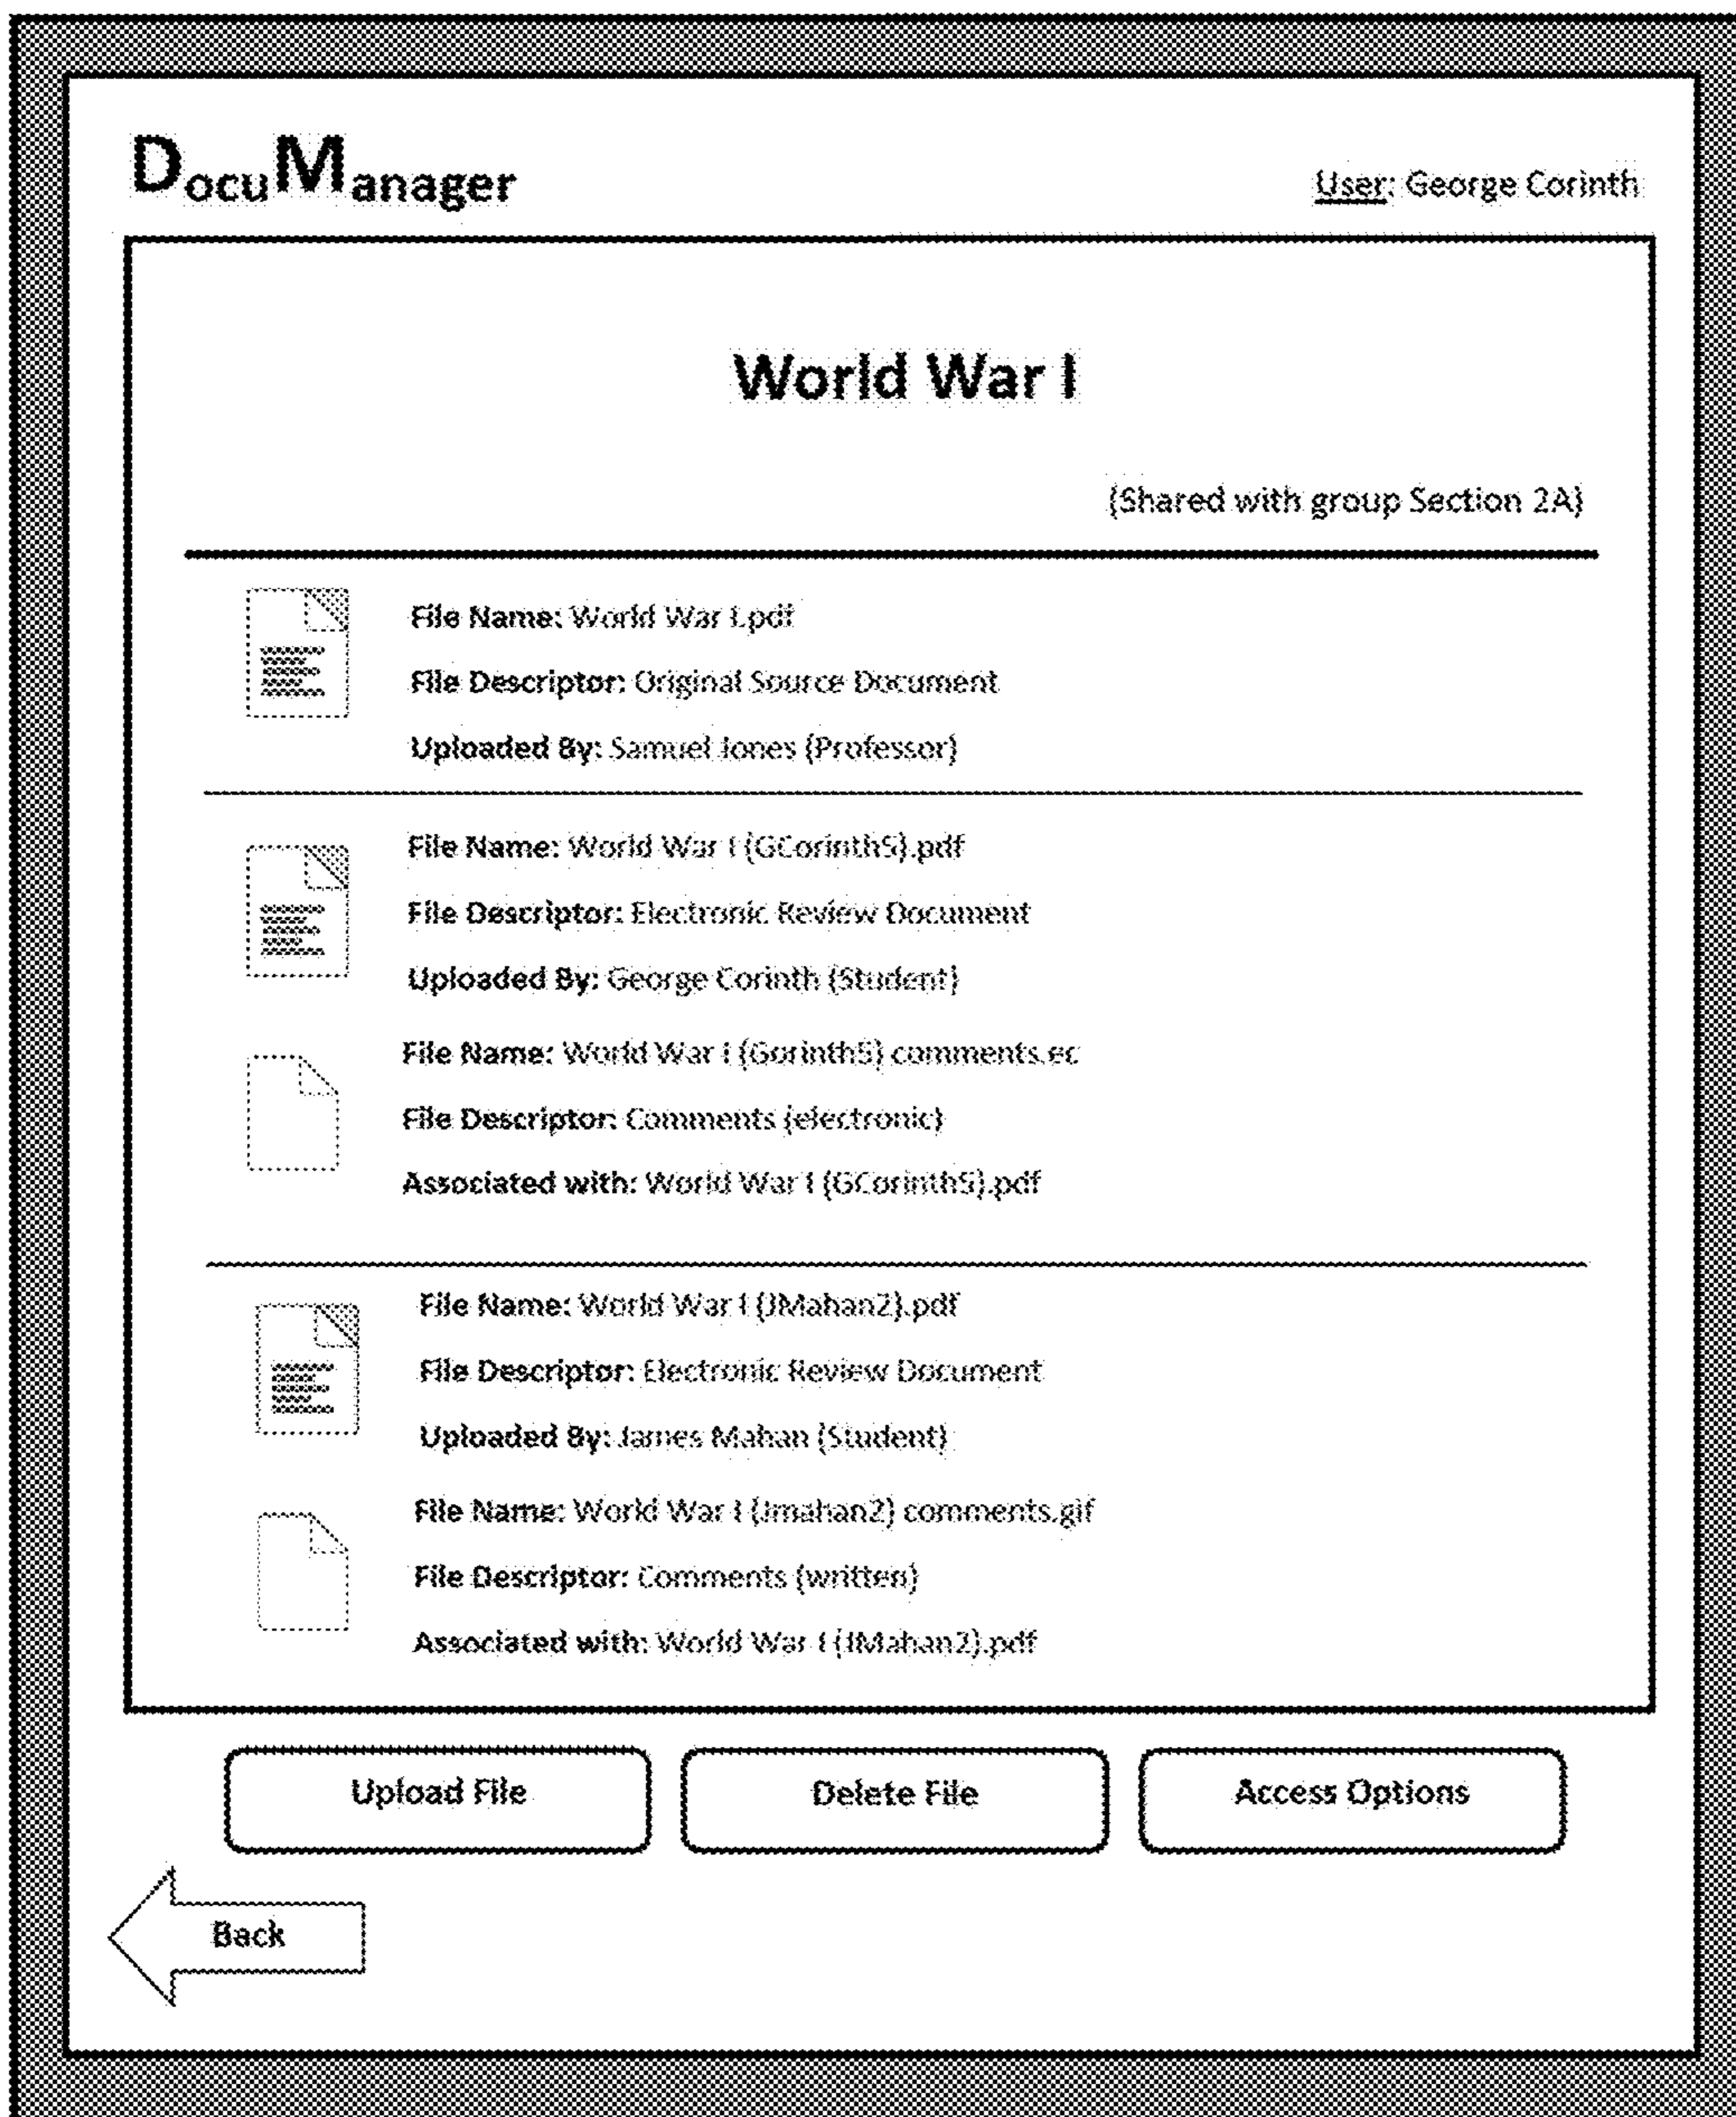 DocuManager
User: George Corinth
World War I
(Shared with group Section 2A)
File Name: World War I.pdf
File Descriptor: Original Source Document
Uploaded By: Samuel Jones (Professor)
File Name: World War I (GCorinth5).pdf
File Descriptor: Electronic Review Document
Uploaded By: George Corinth (Student)
File Name: World War I (Gorinth5) comments.ec
File Descriptor: Comments (electronic)
Associated with: World War I (GCorinth5).pdf
File Name: World War I (JMahan2).pdf
File Descriptor: Electronic Review Document
Uploaded By: James Mahan (Student)
File Name: World War I (Jmahan2) comments.gif
File Descriptor: Comments (written)
Associated with: World War I (JMahan2).pdf
Upload File
Delete File
Access Options
Back